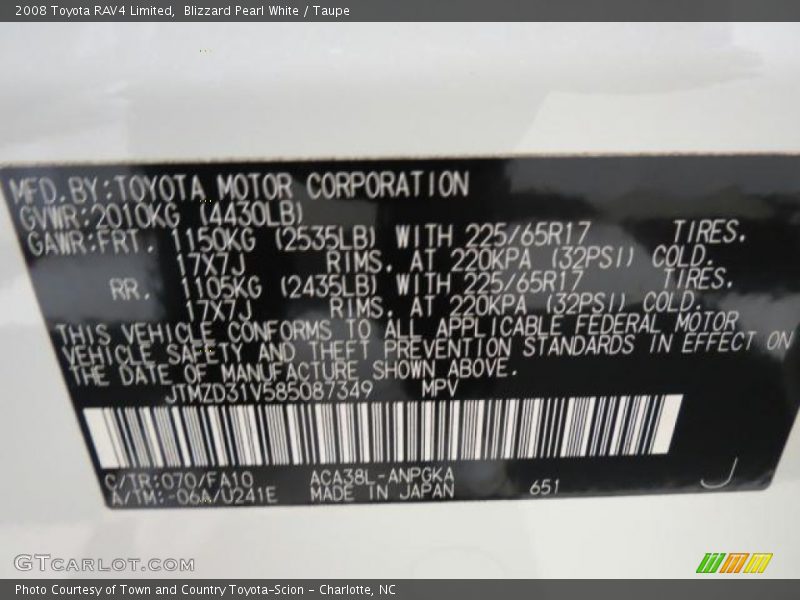 2008 Toyota RAV4 Limited, Blizzard Pearl White / Taupe
MFD.BY:TOYOTA MOTOR CORPORATION
GVWR:2010KG (4430LB)
GAWR:FRT. 1150KG (2535LB) WITH 225/65R17 TIRES.
17X7J RIMS. AT 220KPA (32PSI) COLD.
RR. 1105KG (2435LB) WITH 225/65R17 TIRES.
17X7J RIMS. AT 220KPA (32PSI) COLD.
THIS VEHICLE CONFORMS TO ALL APPLICABLE FEDERAL MOTOR
VEHICLE SAFETY AND THEFT PREVENTION STANDARDS IN EFFECT ON
THE DATE OF MANUFACTURE SHOWN ABOVE.
JTMZD31V585087349 MPV
C/TR:070/FA10 ACA38L-ANPGKA
A/TM:-06A/U241E MADE IN JAPAN 651 J
GTCarLot.com
Photo Courtesy of Town and Country Toyota-Scion - Charlotte, NC